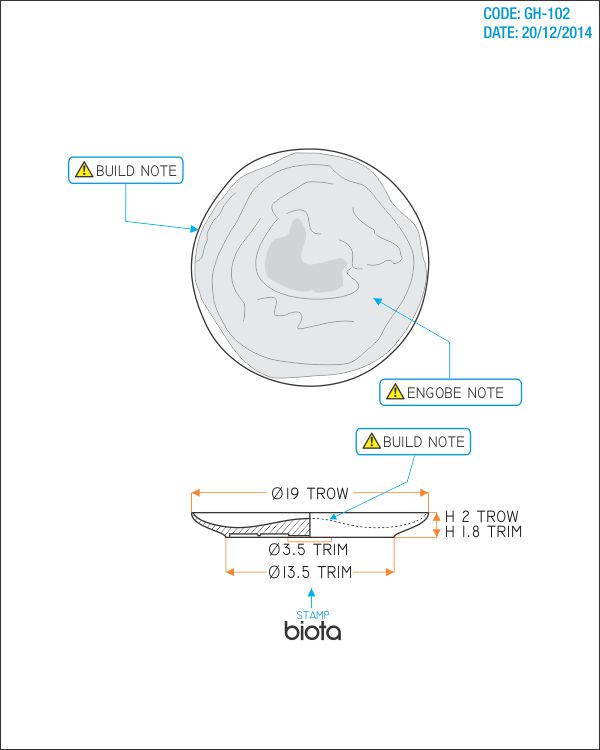 CODE: GH-102
DATE: 20/12/2014
BUILD NOTE
ENGOBE NOTE
BUILD NOTE
Ø19 TROW
H 2 TROW
H 1.8 TRIM
Ø3.5 TRIM
Ø13.5 TRIM
STAMP
biota